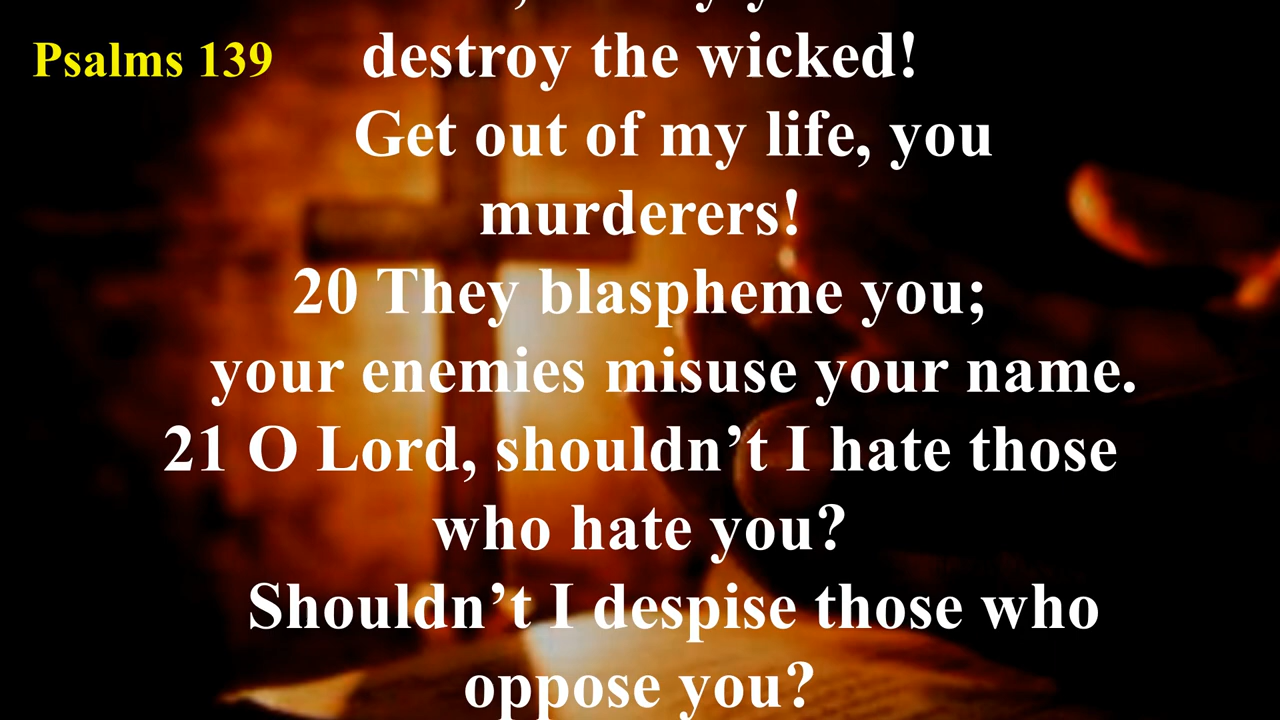 Psalms 139
destroy the wicked!
Get out of my life, you
murderers!
20 They blaspheme you;
your enemies misuse your name.
21 O Lord, shouldn’t I hate those
who hate you?
Shouldn’t I despise those who
oppose you?